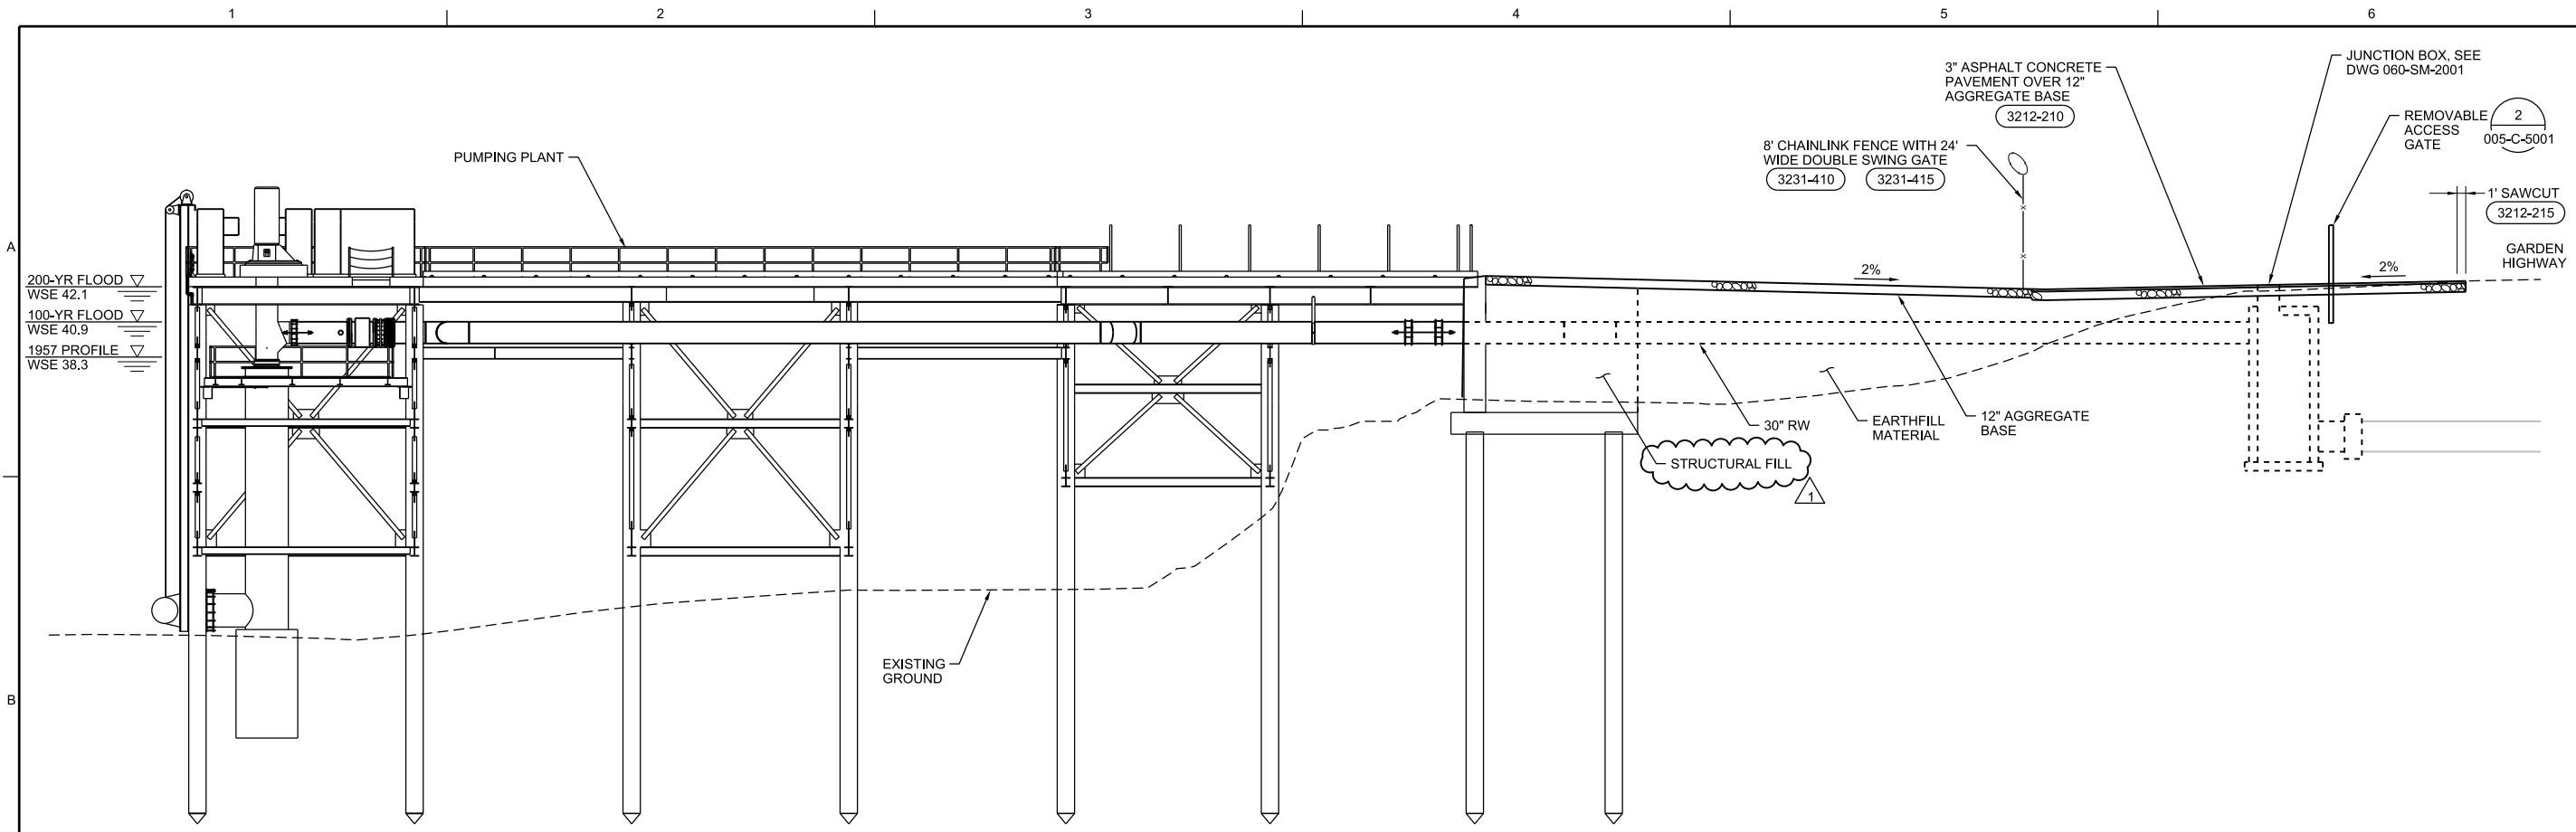 1
2
3
4
5
6
A
B
JUNCTION BOX, SEE
DWG 060-SM-2001
3" ASPHALT CONCRETE
PAVEMENT OVER 12"
AGGREGATE BASE
3212-210
REMOVABLE
ACCESS
GATE
2
005-C-5001
PUMPING PLANT
8' CHAINLINK FENCE WITH 24'
WIDE DOUBLE SWING GATE
3231-410
3231-415
1' SAWCUT
3212-215
GARDEN
HIGHWAY
200-YR FLOOD
WSE 42.1
100-YR FLOOD
WSE 40.9
1957 PROFILE
WSE 38.3
2%
2%
x
x
30" RW
EARTHFILL
MATERIAL
12" AGGREGATE
BASE
STRUCTURAL FILL
1
EXISTING
GROUND